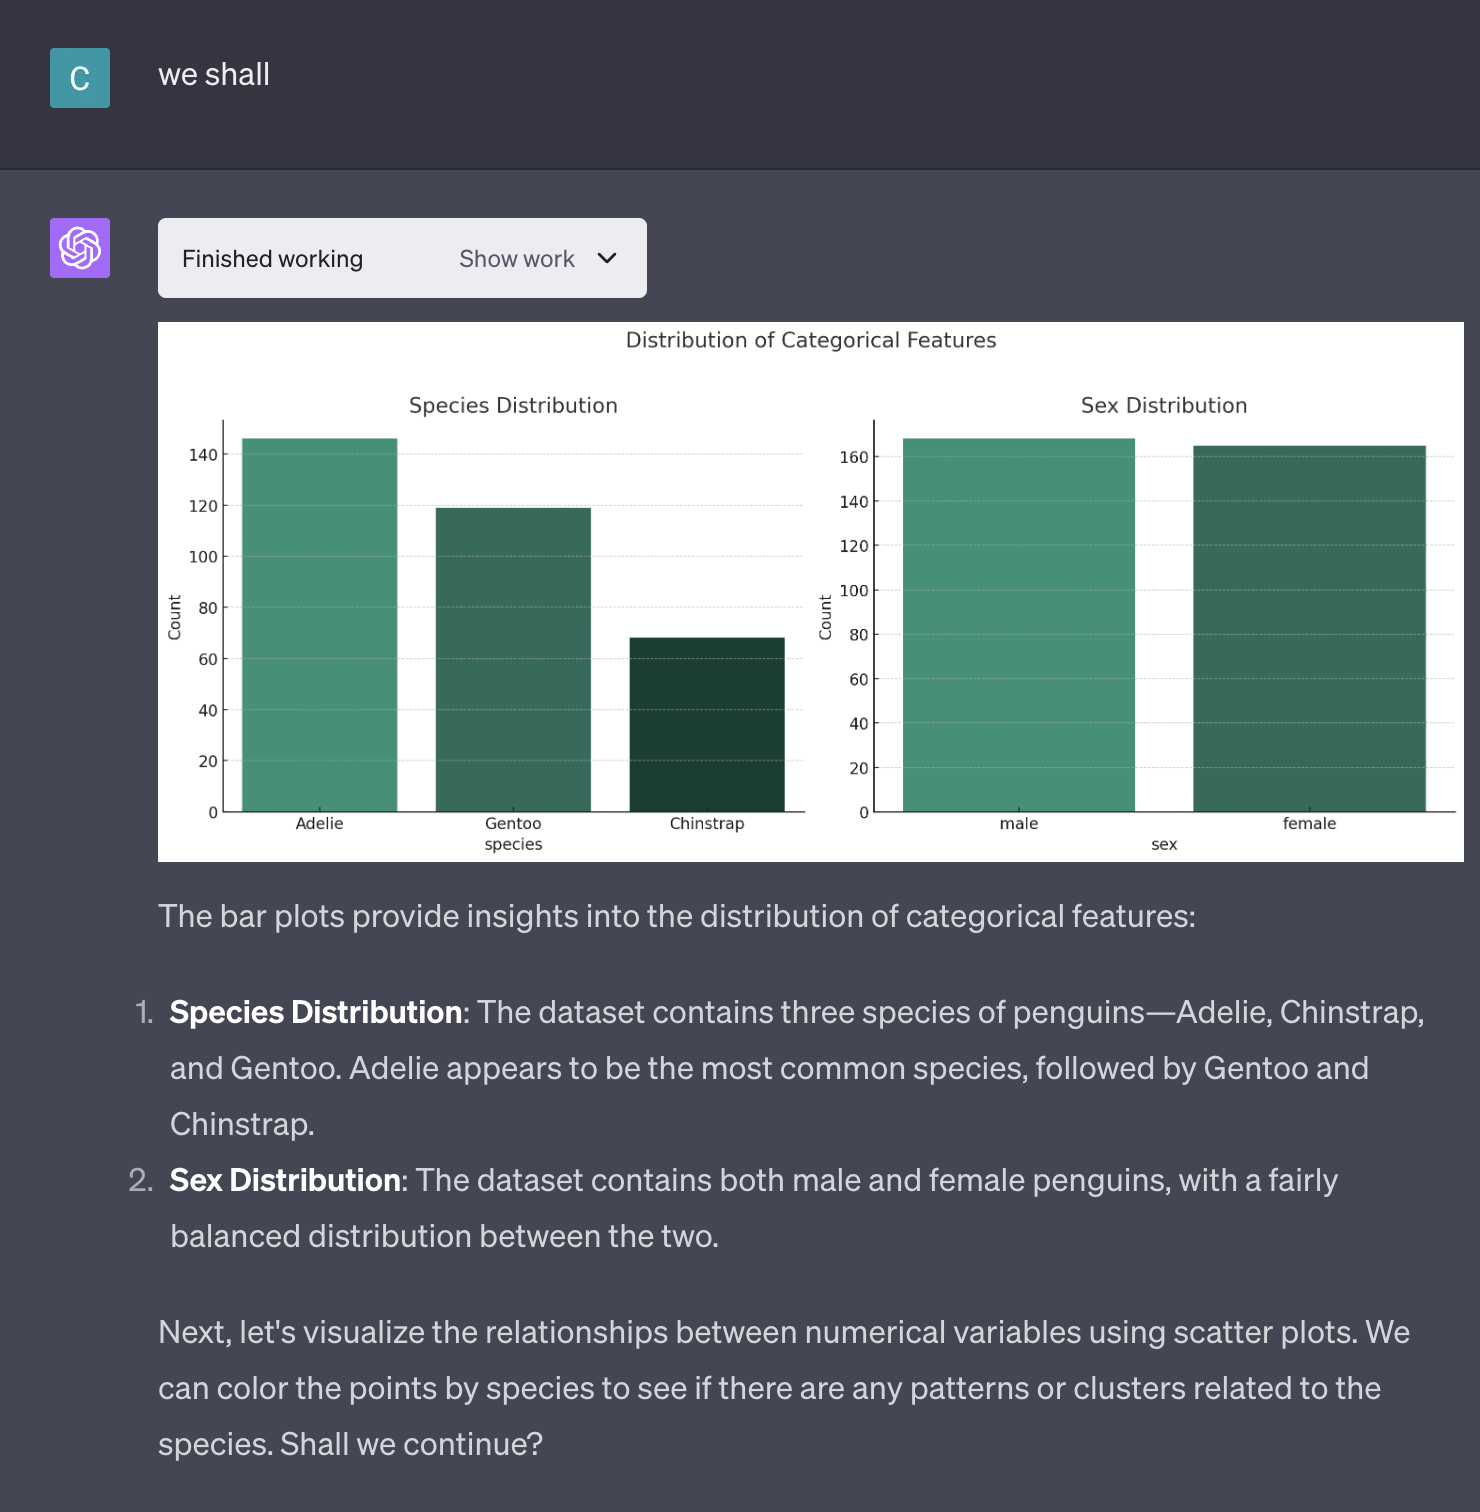 C
we shall
Finished working
Show work
Distribution of Categorical Features
Species Distribution
Count
140
120
100
80
60
40
20
0
Adelie
Gentoo
Chinstrap
species
Sex Distribution
Count
160
140
120
100
80
60
40
20
0
male
female
sex
The bar plots provide insights into the distribution of categorical features:
1. Species Distribution: The dataset contains three species of penguins—Adelie, Chinstrap,
and Gentoo. Adelie appears to be the most common species, followed by Gentoo and
Chinstrap.
2. Sex Distribution: The dataset contains both male and female penguins, with a fairly
balanced distribution between the two.
Next, let's visualize the relationships between numerical variables using scatter plots. We
can color the points by species to see if there are any patterns or clusters related to the
species. Shall we continue?